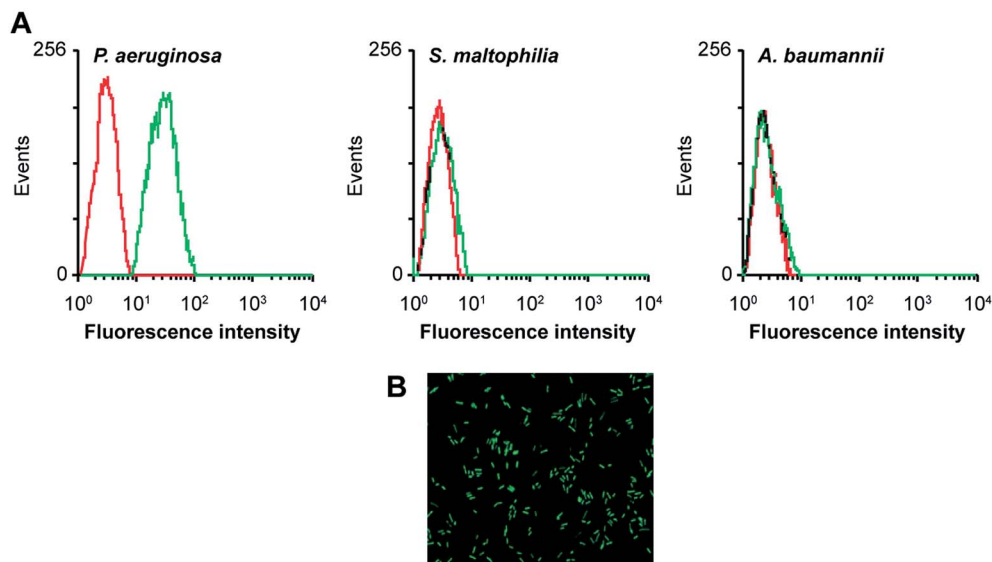 A
P. aeruginosa
256
Events
0
10⁰ 10¹ 10² 10³ 10⁴
Fluorescence intensity
S. maltophilia
256
Events
0
10⁰ 10¹ 10² 10³ 10⁴
Fluorescence intensity
A. baumannii
256
Events
0
10⁰ 10¹ 10² 10³ 10⁴
Fluorescence intensity
B